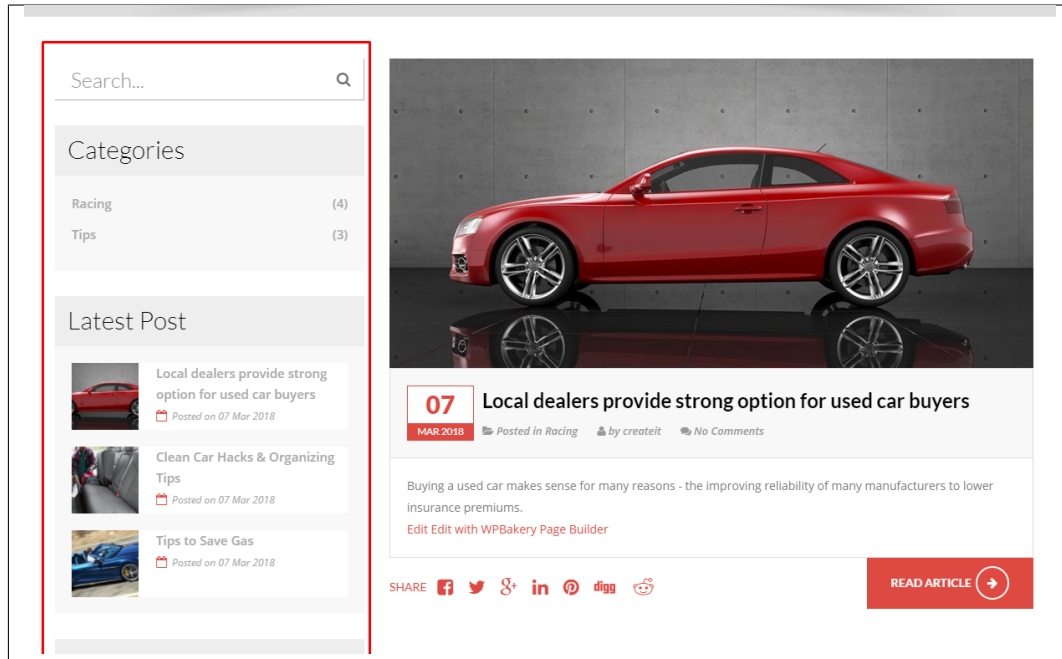 Search...
Categories
Racing (4)
Tips (3)
Latest Post
Local dealers provide strong
option for used car buyers
Posted on 07 Mar 2018
Clean Car Hacks & Organizing
Tips
Posted on 07 Mar 2018
Tips to Save Gas
Posted on 07 Mar 2018
07
MAR 2018
Local dealers provide strong option for used car buyers
Posted in Racing by createit No Comments
Buying a used car makes sense for many reasons - the improving reliability of many manufacturers to lower
insurance premiums.
Edit Edit with WPBakery Page Builder
SHARE digg
READ ARTICLE